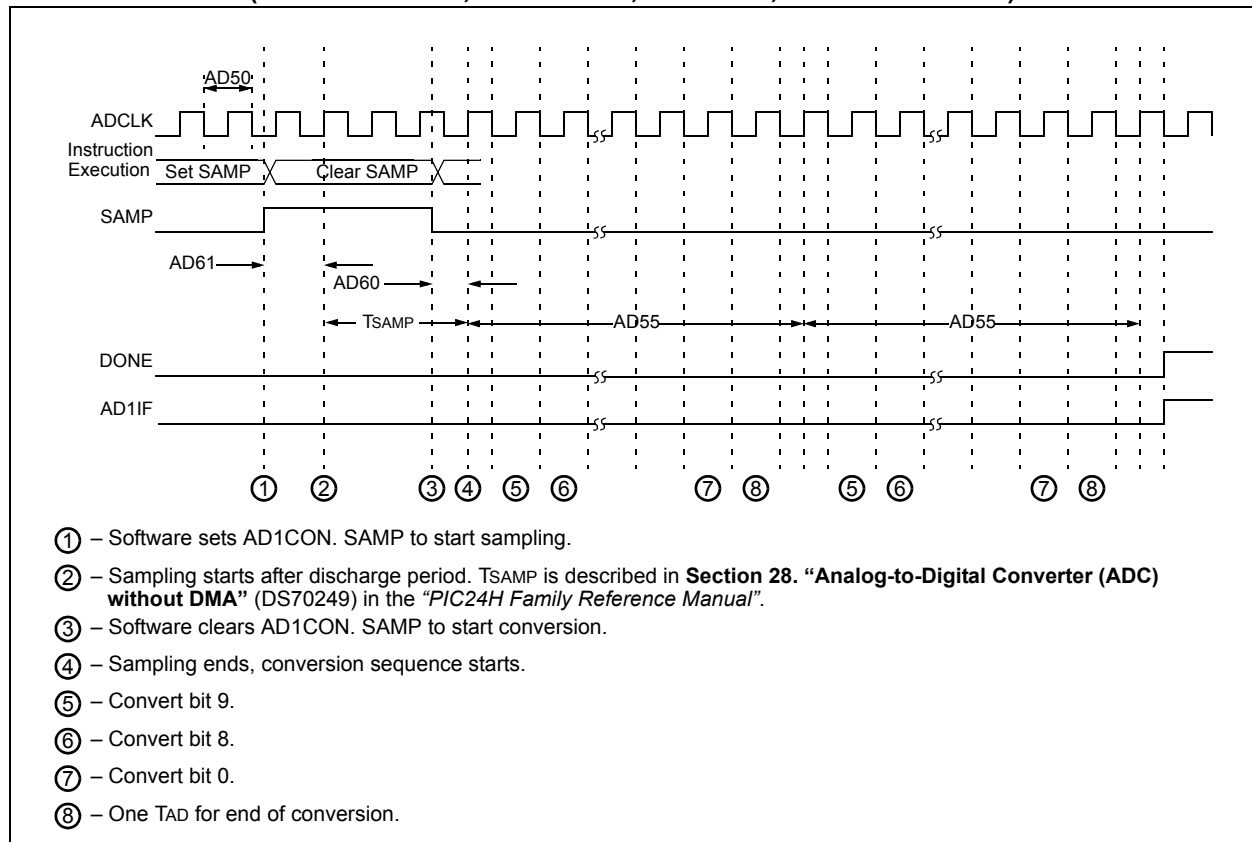 AD50
ADCLK
Instruction
Execution
Set SAMP
Clear SAMP
SAMP
AD61
AD60
TSAMP
AD55
AD55
DONE
AD1IF
1 2 3 4 5 6 7 8 5 6 7 8
① – Software sets AD1CON. SAMP to start sampling.
② – Sampling starts after discharge period. TSAMP is described in Section 28. “Analog-to-Digital Converter (ADC)
without DMA” (DS70249) in the “PIC24H Family Reference Manual”.
③ – Software clears AD1CON. SAMP to start conversion.
④ – Sampling ends, conversion sequence starts.
⑤ – Convert bit 9.
⑥ – Convert bit 8.
⑦ – Convert bit 0.
⑧ – One TAD for end of conversion.